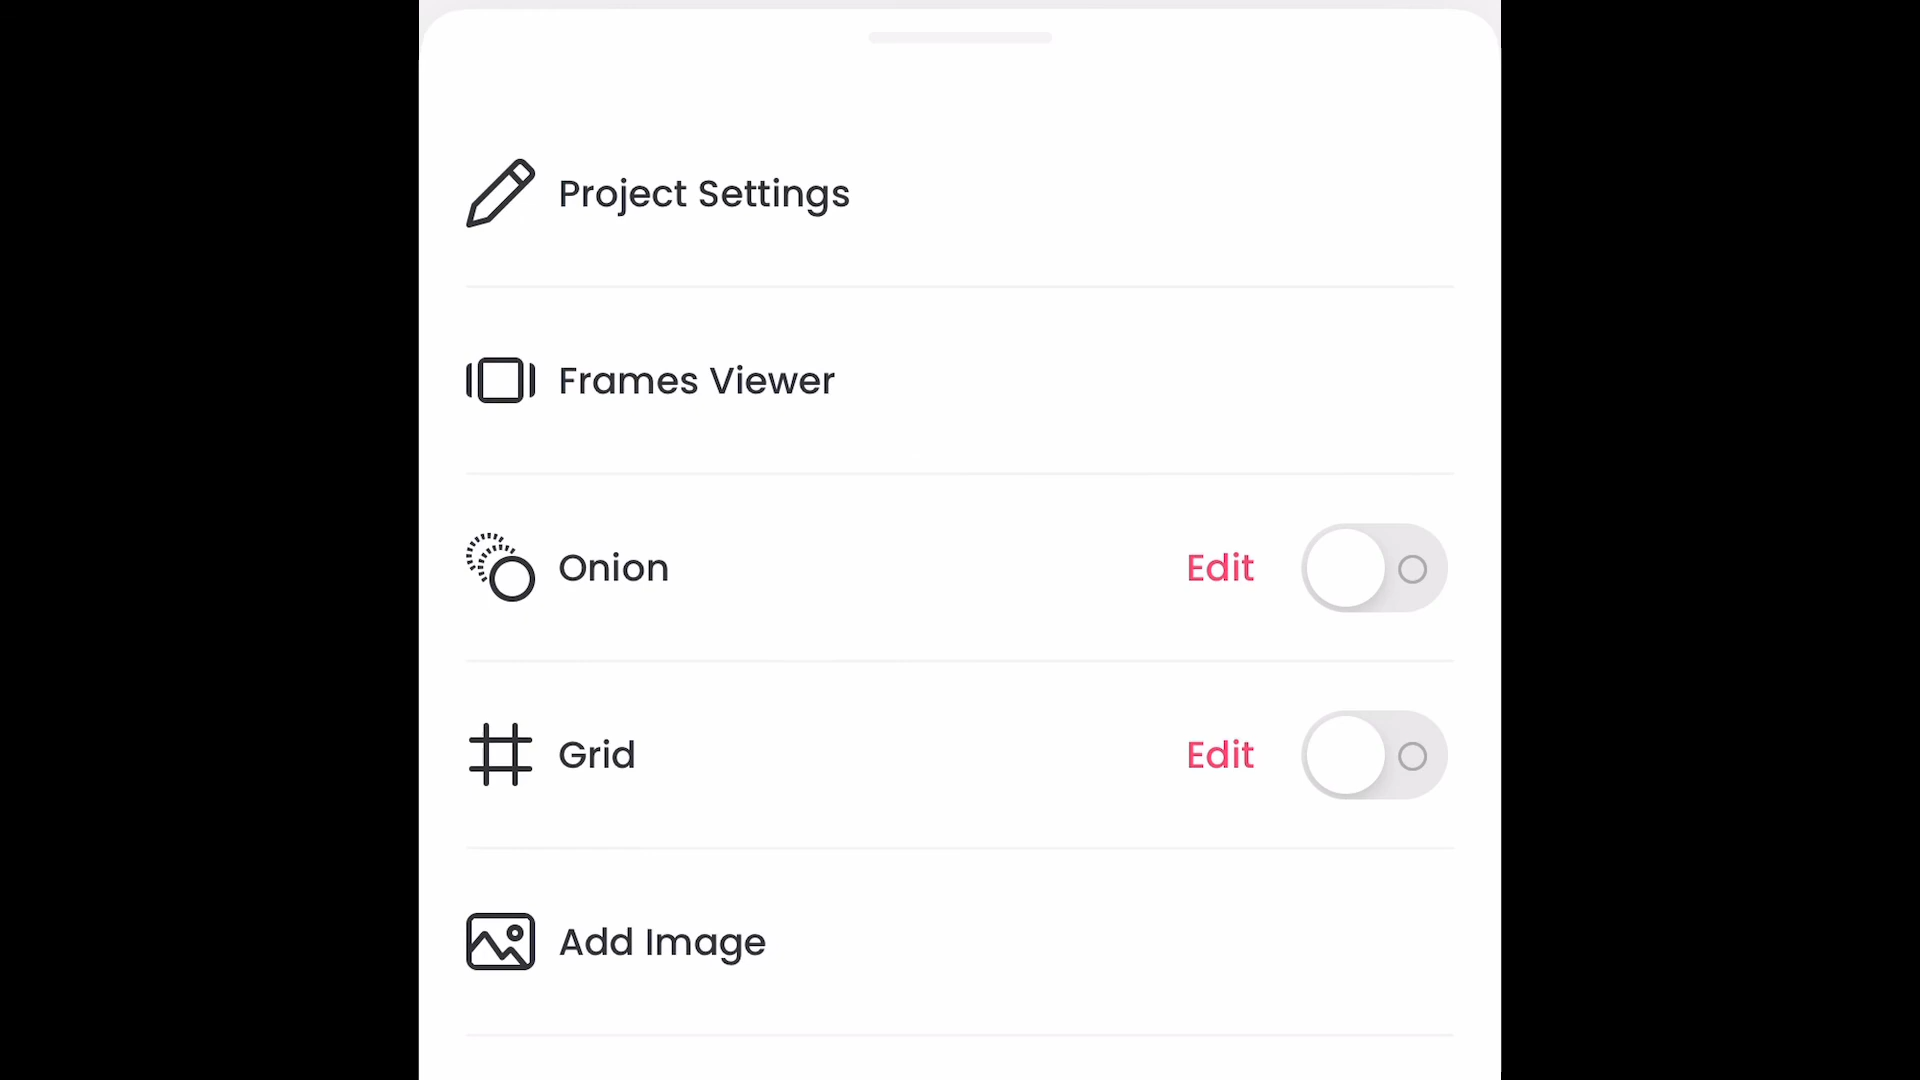 Project Settings
Frames Viewer
Onion Edit
Grid Edit
Add Image